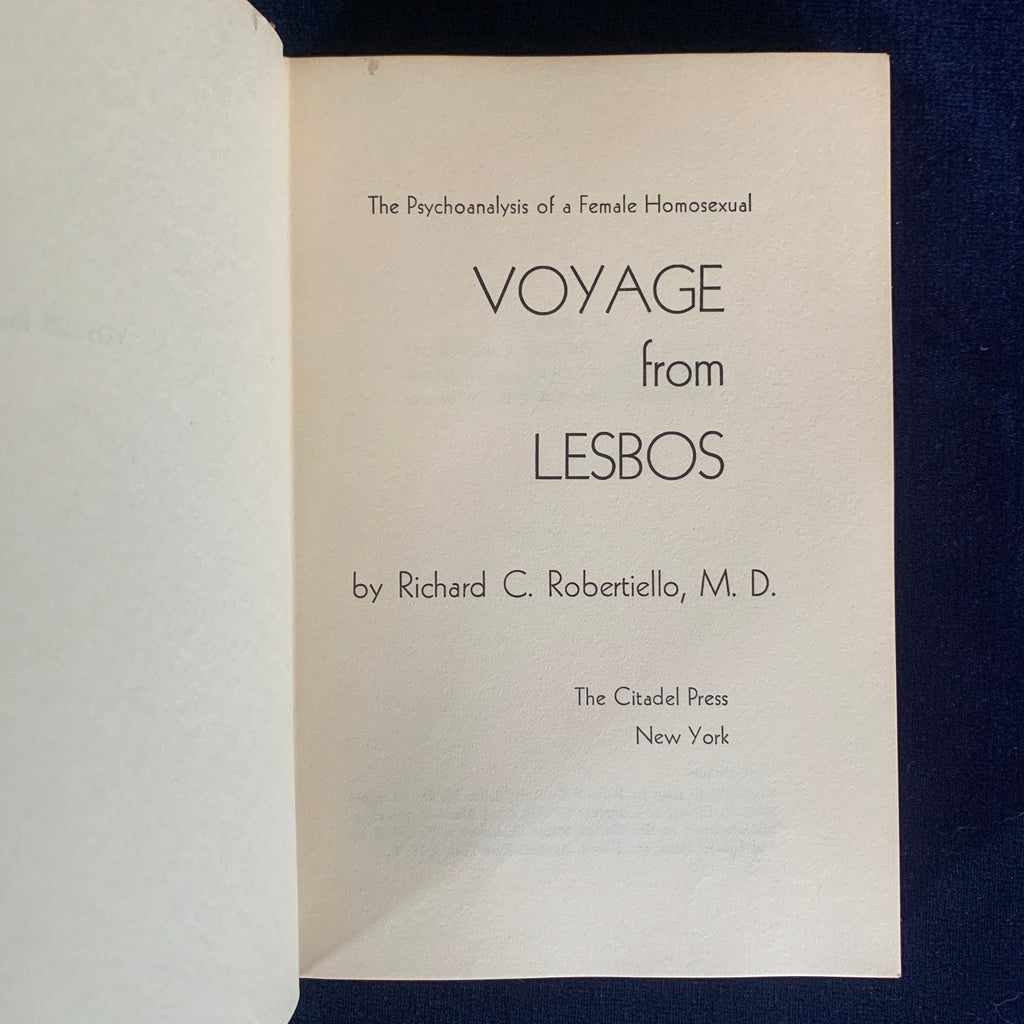 The Psychoanalysis of a Female Homosexual
VOYAGE
from
LESBOS
by Richard C. Robertiello, M. D.
The Citadel Press
New York